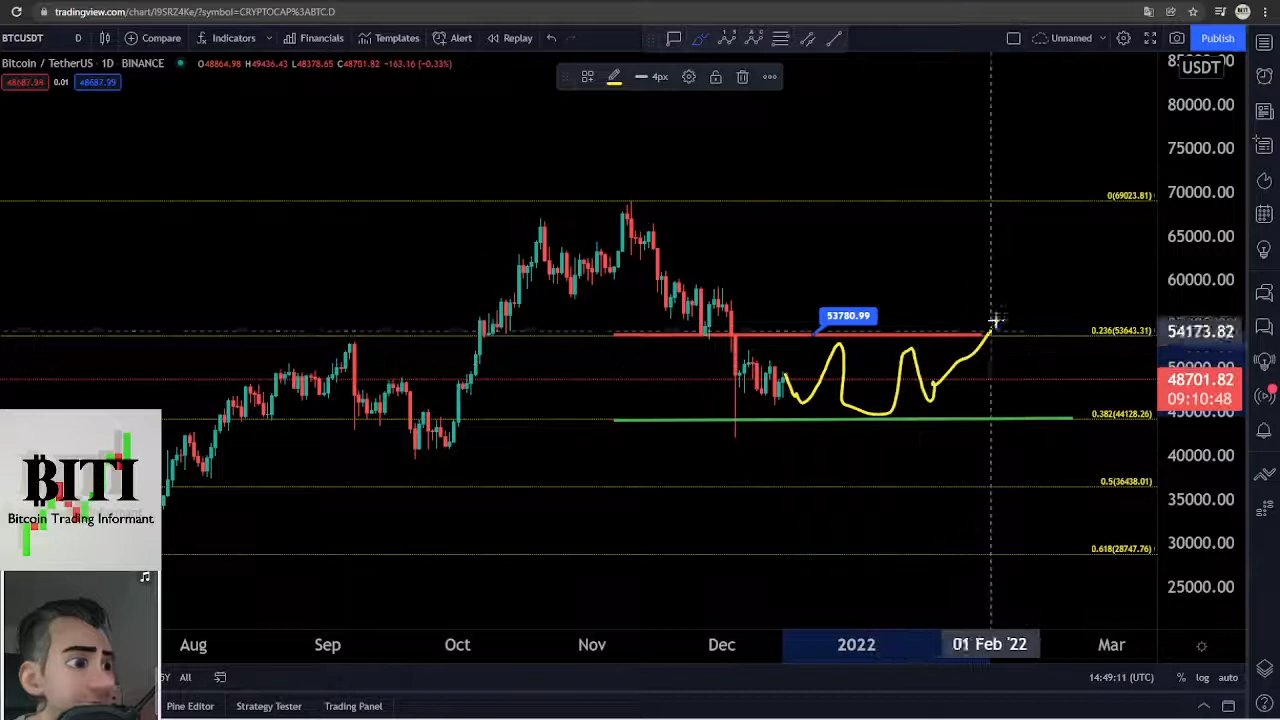 tradingview.com/chart/I9SRZ4Ke/?symbol=CRYPTOCAP%3ABTC.D
BTCUSDT D Compare Indicators Financials Templates Alert Replay Unnamed Publish
Bitcoin / TetherUS · 1D · BINANCE O48864.98 H49436.43 L48378.65 C48701.82 -163.16 (-0.33%)
48687.98 0.01 48687.99
4px
USDT
80000.00
75000.00
0(69023.81)
70000.00
65000.00
60000.00
53780.99
0.236(53643.31)
54173.82
48701.82
09:10:48
0.382(44128.26)
45000.00
40000.00
0.5(36438.01)
35000.00
0.618(28747.76)
30000.00
25000.00
BITI
Bitcoin Trading Informant
Aug Sep Oct Nov Dec 2022 01 Feb '22 Mar
5Y All 14:49:11 (UTC) % log auto
Pine Editor Strategy Tester Trading Panel